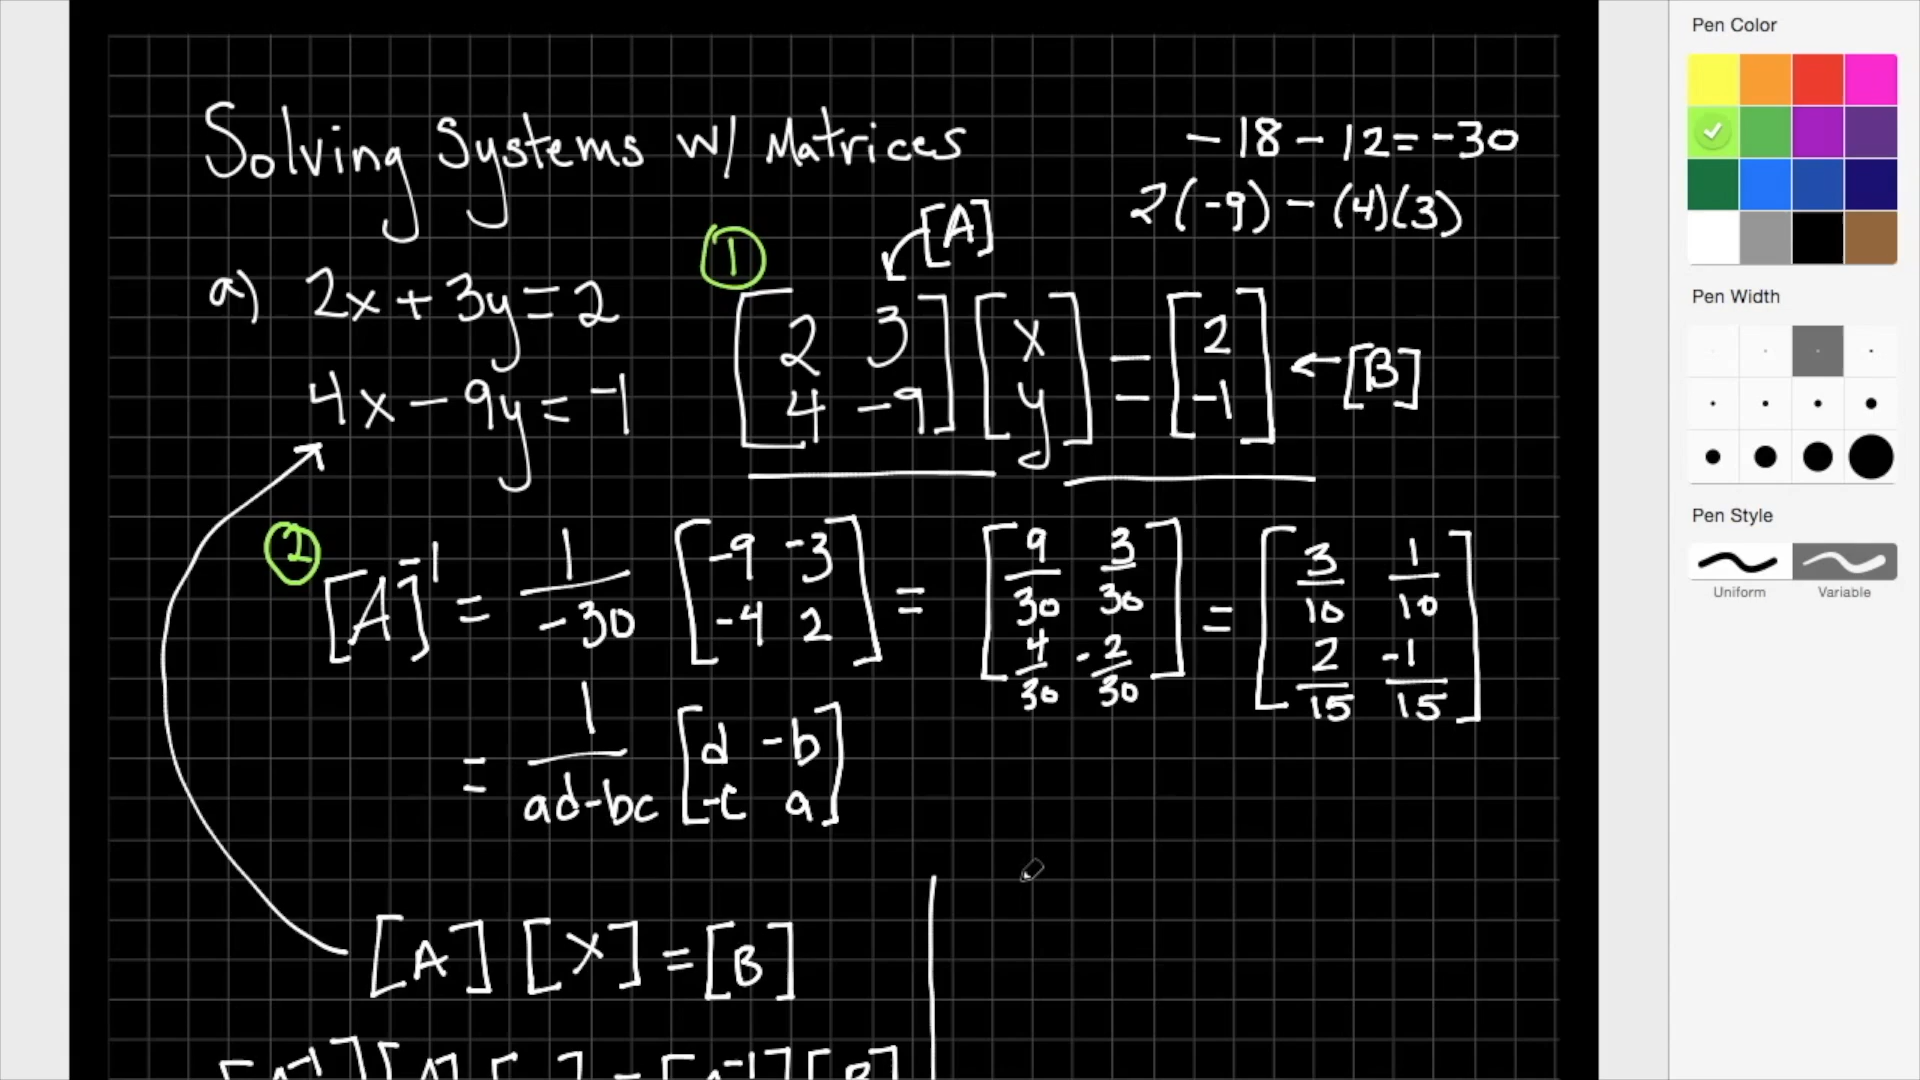 Solving Systems w/ Matrices
-18 - 12 = -30
2(-9) - (4)(3)
a) 2x + 3y = 2
4x - 9y = -1
① [A]
[2 3] [x] = [2]
[4 -9] [y] = [-1] ← [B]
② [A]⁻¹ = 1/-30 [-9 -3; -4 2] = [9/30 3/30; 4/30 -2/30] = [3/10 1/10; 2/15 -1/15]
= 1/ad-bc [d -b; -c a]
[A] [X] = [B]
Pen Color
Pen Width
Pen Style
Uniform Variable